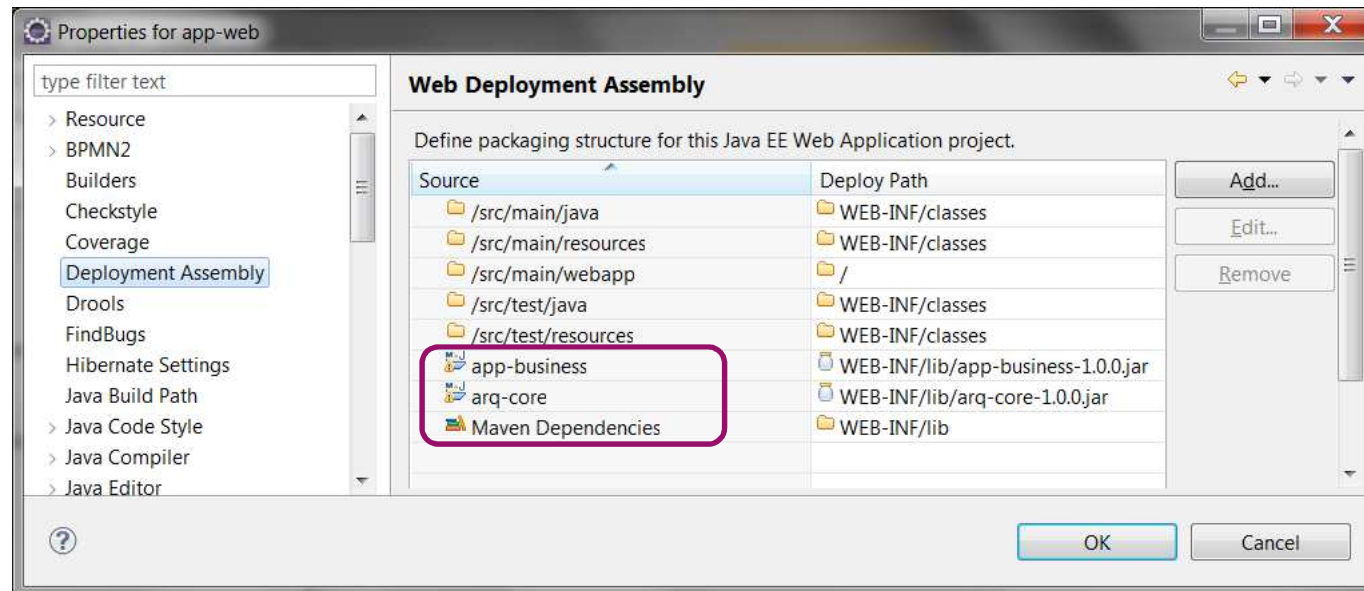 Properties for app-web
type filter text
Resource
BPMN2
Builders
Checkstyle
Coverage
Deployment Assembly
Drools
FindBugs
Hibernate Settings
Java Build Path
Java Code Style
Java Compiler
Java Editor
Web Deployment Assembly
Define packaging structure for this Java EE Web Application project.
Source Deploy Path
/src/main/java WEB-INF/classes
/src/main/resources WEB-INF/classes
/src/main/webapp /
/src/test/java WEB-INF/classes
/src/test/resources WEB-INF/classes
app-business WEB-INF/lib/app-business-1.0.0.jar
arq-core WEB-INF/lib/arq-core-1.0.0.jar
Maven Dependencies WEB-INF/lib
Add...
Edit...
Remove
OK Cancel